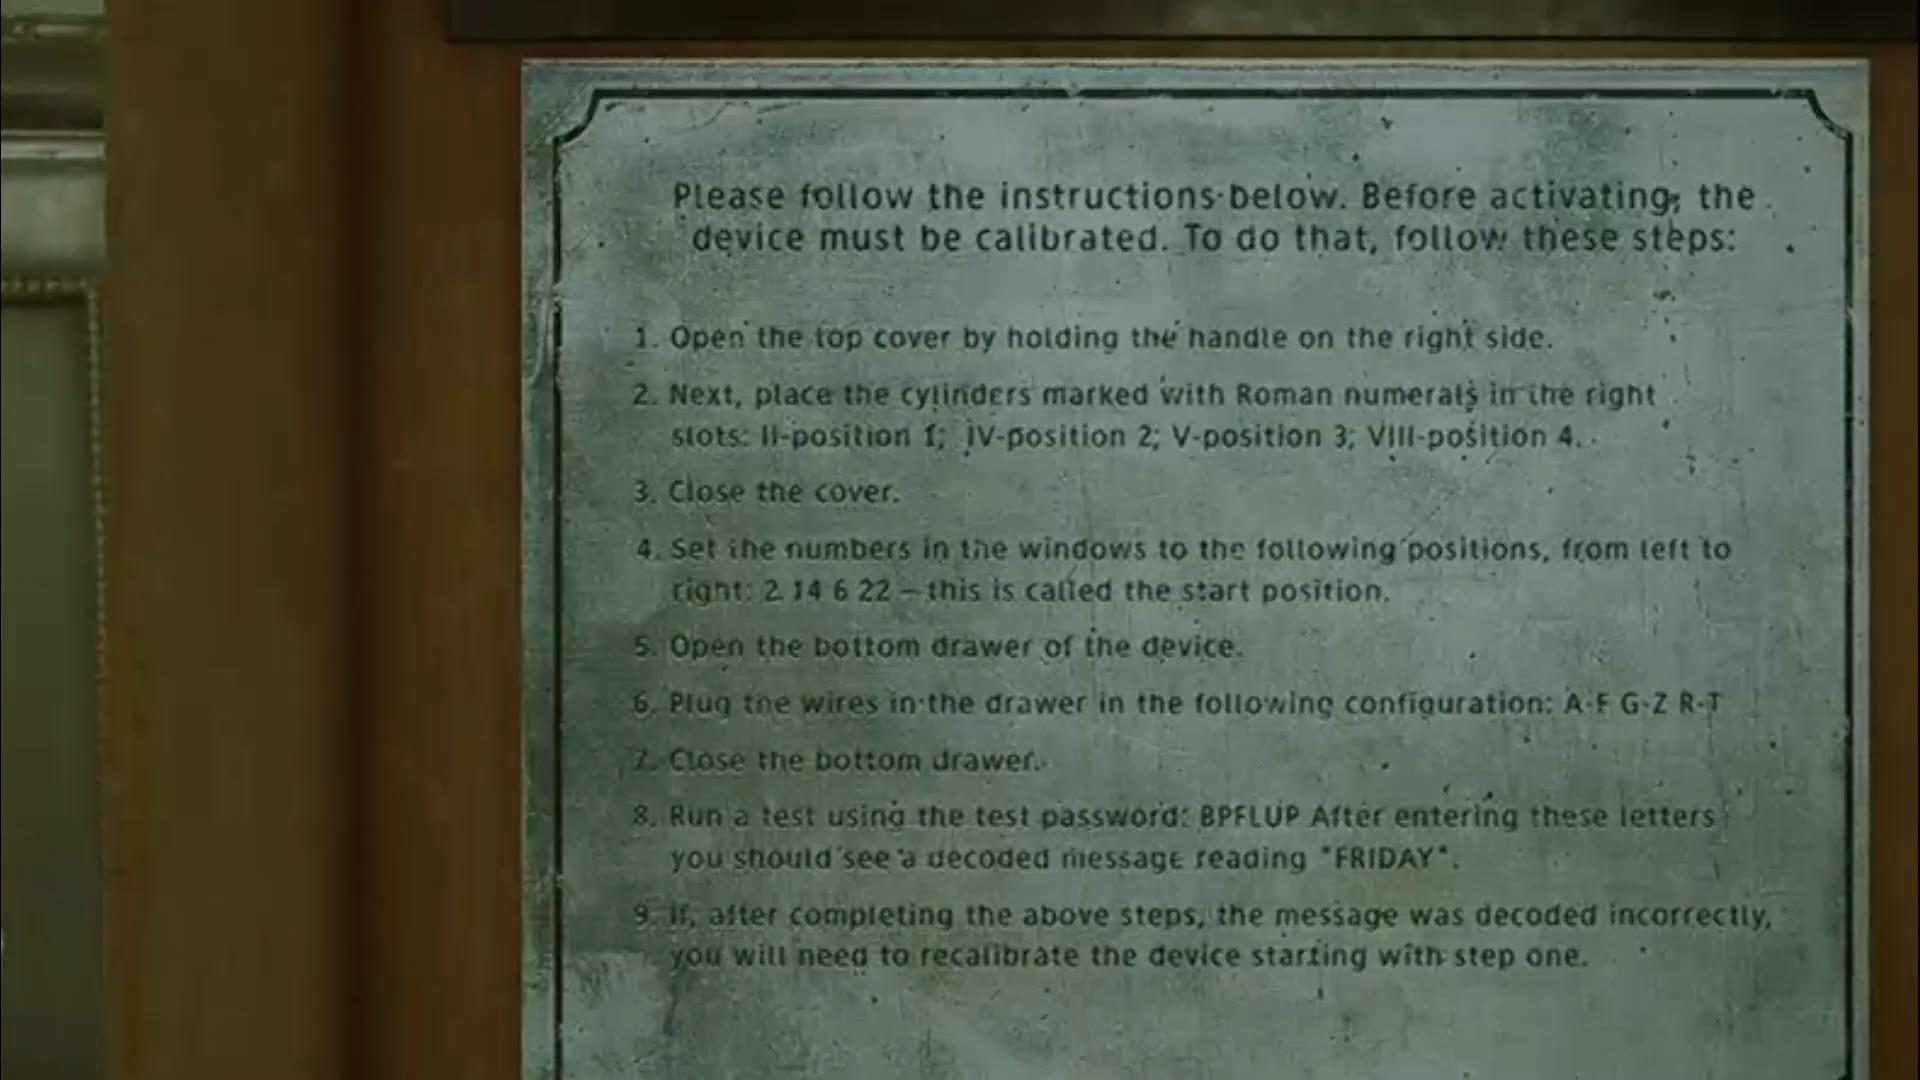 Please follow the instructions below. Before activating, the
device must be calibrated. To do that, follow these steps:
1. Open the top cover by holding the handle on the right side.
2. Next, place the cylinders marked with Roman numerals in the right
slots: II-position 1; IV-position 2; V-position 3; VIII-position 4.
3. Close the cover.
4. Set the numbers in the windows to the following positions, from left to
right: 2 14 6 22 – this is called the start position.
5. Open the bottom drawer of the device.
6. Plug the wires in the drawer in the following configuration: A-F G-Z R-T
7. Close the bottom drawer.
8. Run a test using the test password: BPFLUP After entering these letters
you should see a decoded message reading "FRIDAY".
9. If, after completing the above steps, the message was decoded incorrectly,
you will need to recalibrate the device starting with step one.